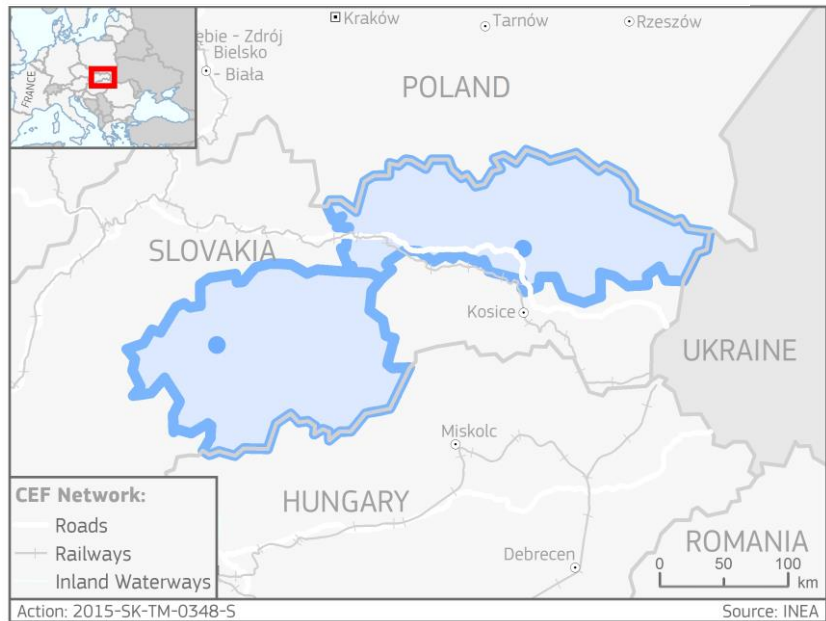 FRANCE
Kraków
Tarnów
Rzeszów
ębie - Zdrój
Bielsko
- Biała
POLAND
SLOVAKIA
Kosice
UKRAINE
Miskolc
HUNGARY
Debrecen
ROMANIA
CEF Network:
Roads
Railways
Inland Waterways
0 50 100
km
Action: 2015-SK-TM-0348-S
Source: INEA